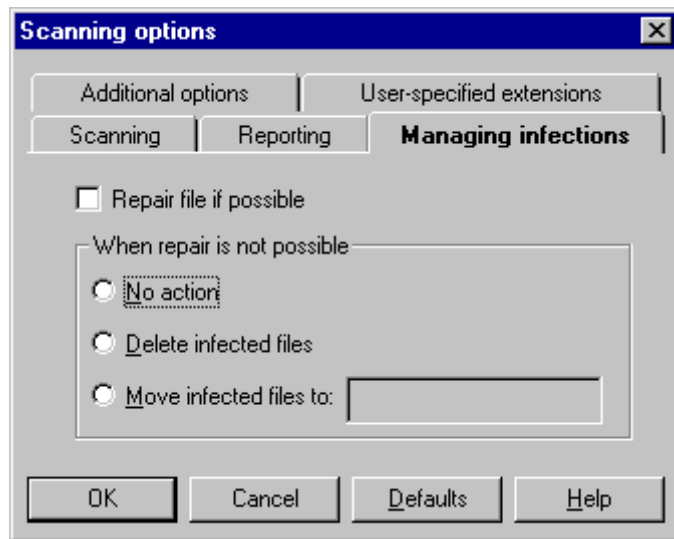 Scanning options
Additional options User-specified extensions
Scanning Reporting Managing infections
Repair file if possible
When repair is not possible
No action
Delete infected files
Move infected files to:
OK Cancel Defaults Help